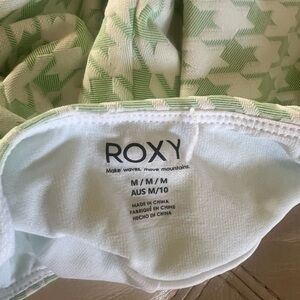 ROXY
Make waves, move mountains.
M / M / M
AUS M/10
MADE IN CHINA
FABRIQUÉ EN CHINE
HECHO EN CHINA